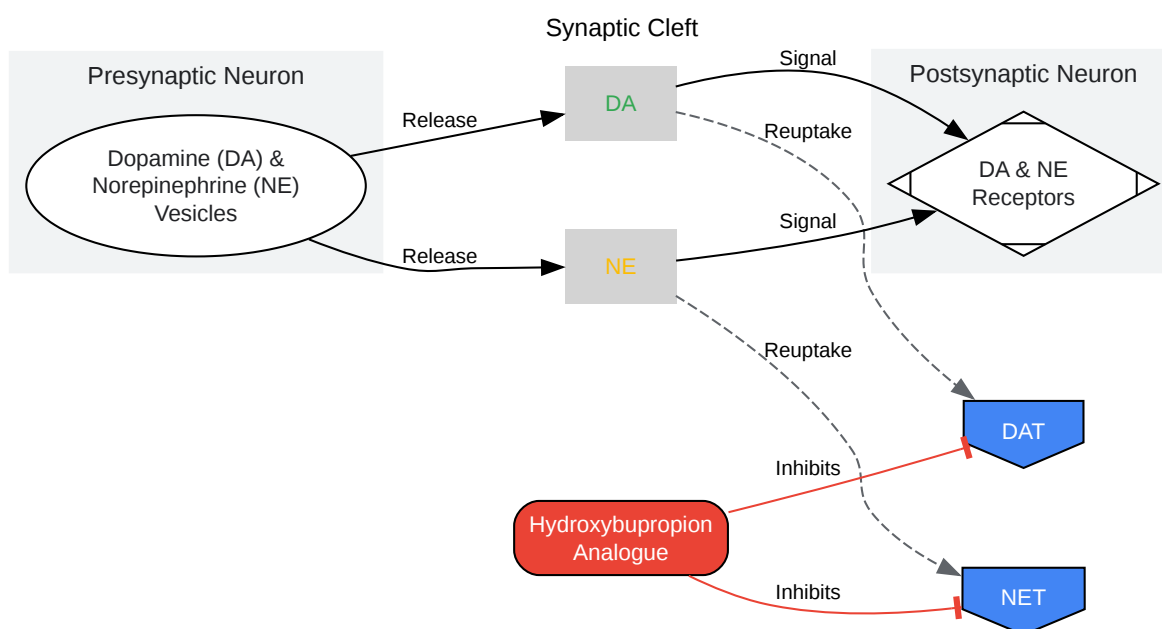 Synaptic Cleft
Presynaptic Neuron
Dopamine (DA) &
Norepinephrine (NE)
Vesicles
Release
Release
DA
NE
Signal
Reuptake
Signal
Reuptake
Postsynaptic Neuron
DA & NE
Receptors
DAT
Inhibits
Hydroxybupropion
Analogue
Inhibits
NET